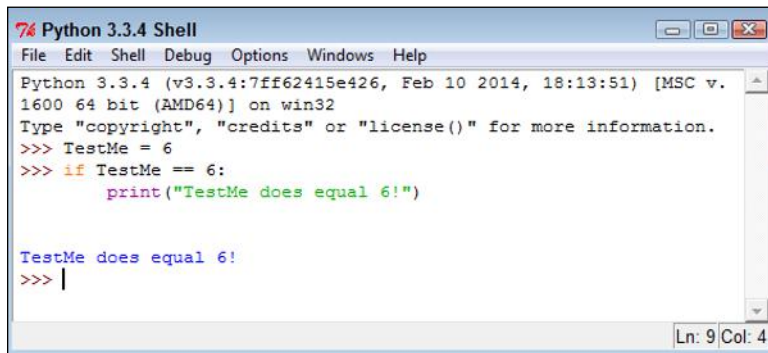 Python 3.3.4 Shell
File Edit Shell Debug Options Windows Help
Python 3.3.4 (v3.3.4:7ff62415e426, Feb 10 2014, 18:13:51) [MSC v.
1600 64 bit (AMD64)] on win32
Type "copyright", "credits" or "license()" for more information.
>>> TestMe = 6
>>> if TestMe == 6:
        print("TestMe does equal 6!")
TestMe does equal 6!
>>>
Ln: 9 Col: 4